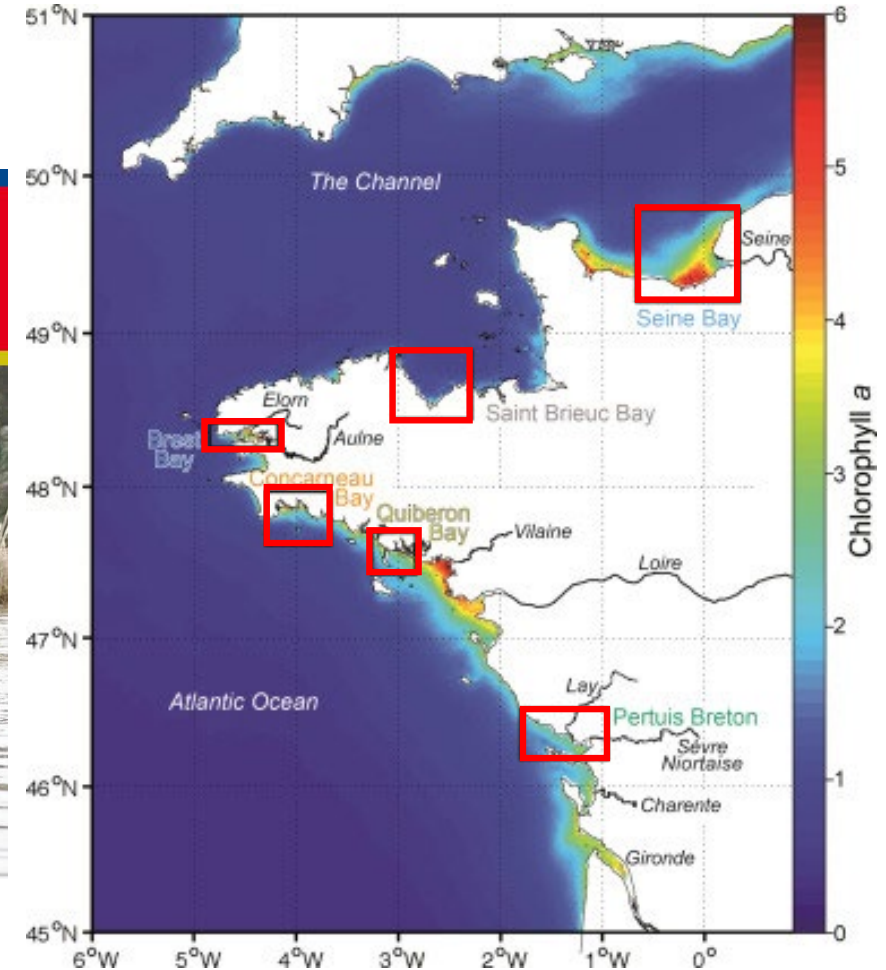 51°N
50°N
49°N
48°N
47°N
46°N
45°N
6°W
5°W
4°W
3°W
2°W
1°W
0°
The Channel
Seine
Seine Bay
Saint Brieuc Bay
Elorn
Aulne
Brest
Bay
Concarneau
Bay
Quiberon
Bay
Vilaine
Loire
Atlantic Ocean
Lay
Pertuis Breton
Sèvre
Niortaise
Charente
Gironde
6
5
4
3
2
1
0
Chlorophyll a